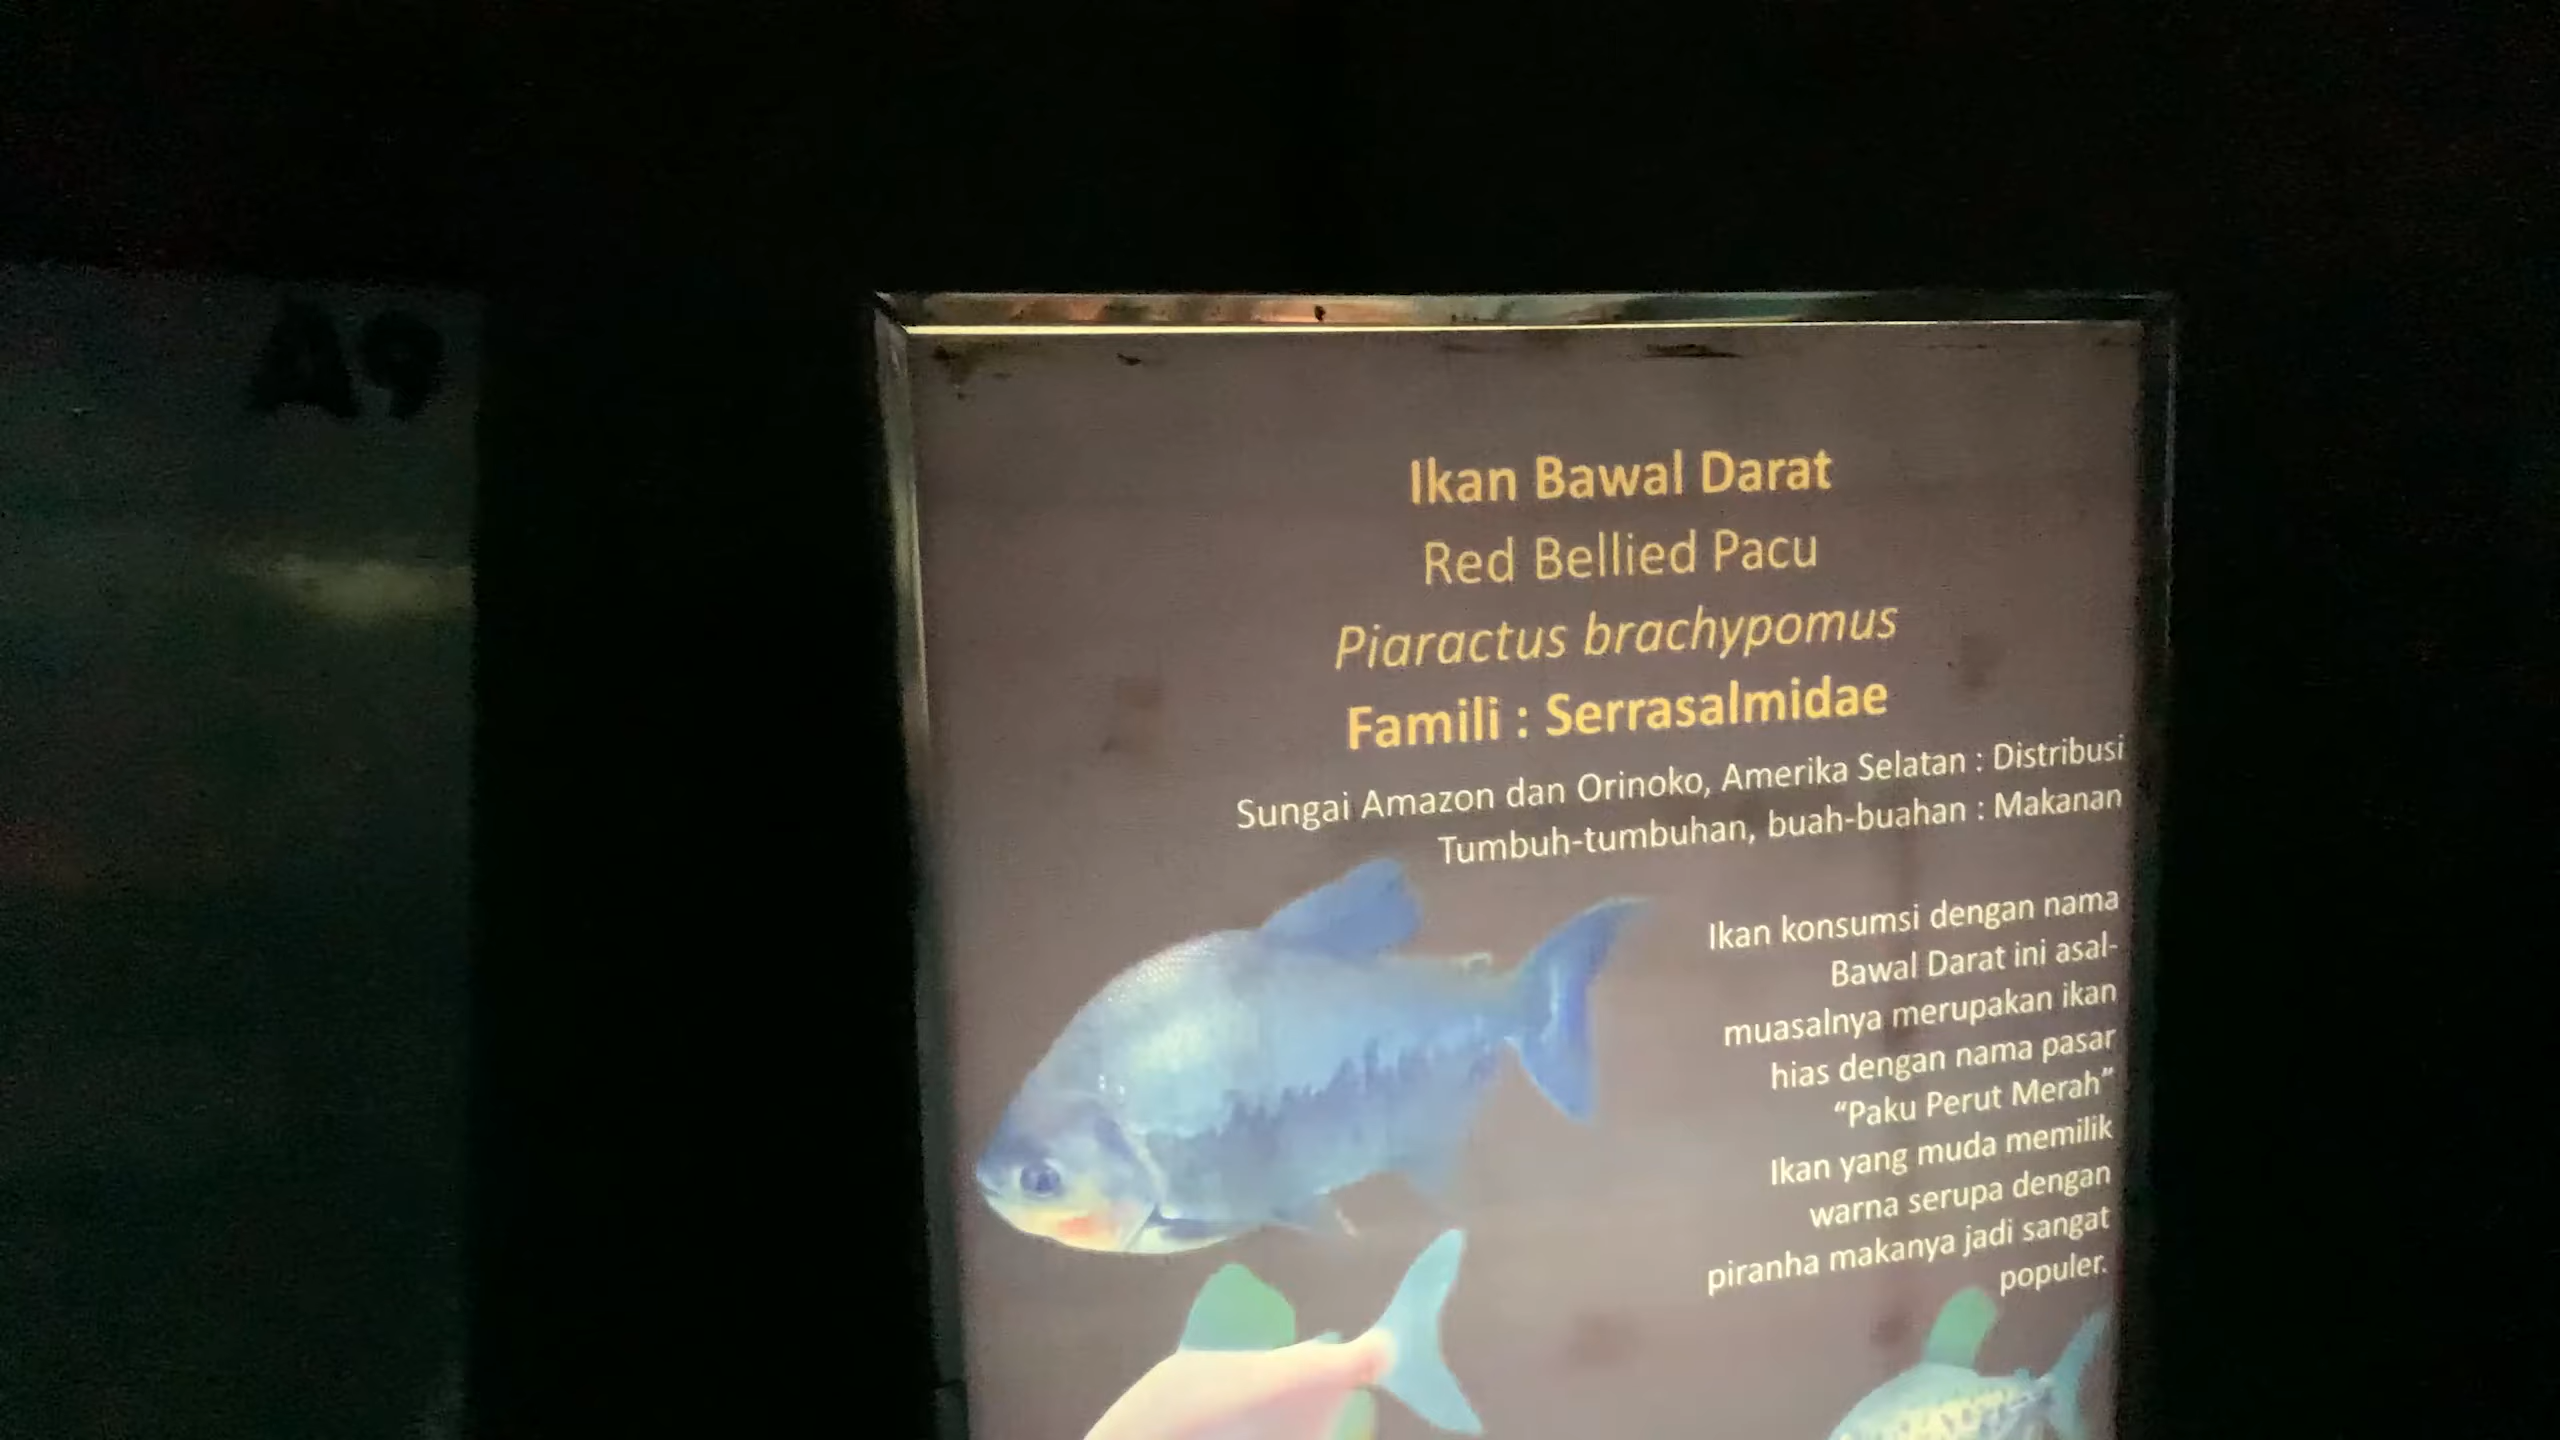 A9
Ikan Bawal Darat
Red Bellied Pacu
Piaractus brachypomus
Famili : Serrasalmidae
Sungai Amazon dan Orinoko, Amerika Selatan : Distribusi
Tumbuh-tumbuhan, buah-buahan : Makanan
Ikan konsumsi dengan nama
Bawal Darat ini asal-
muasalnya merupakan ikan
hias dengan nama pasar
“Paku Perut Merah”
Ikan yang muda memilik
warna serupa dengan
piranha makanya jadi sangat
populer.